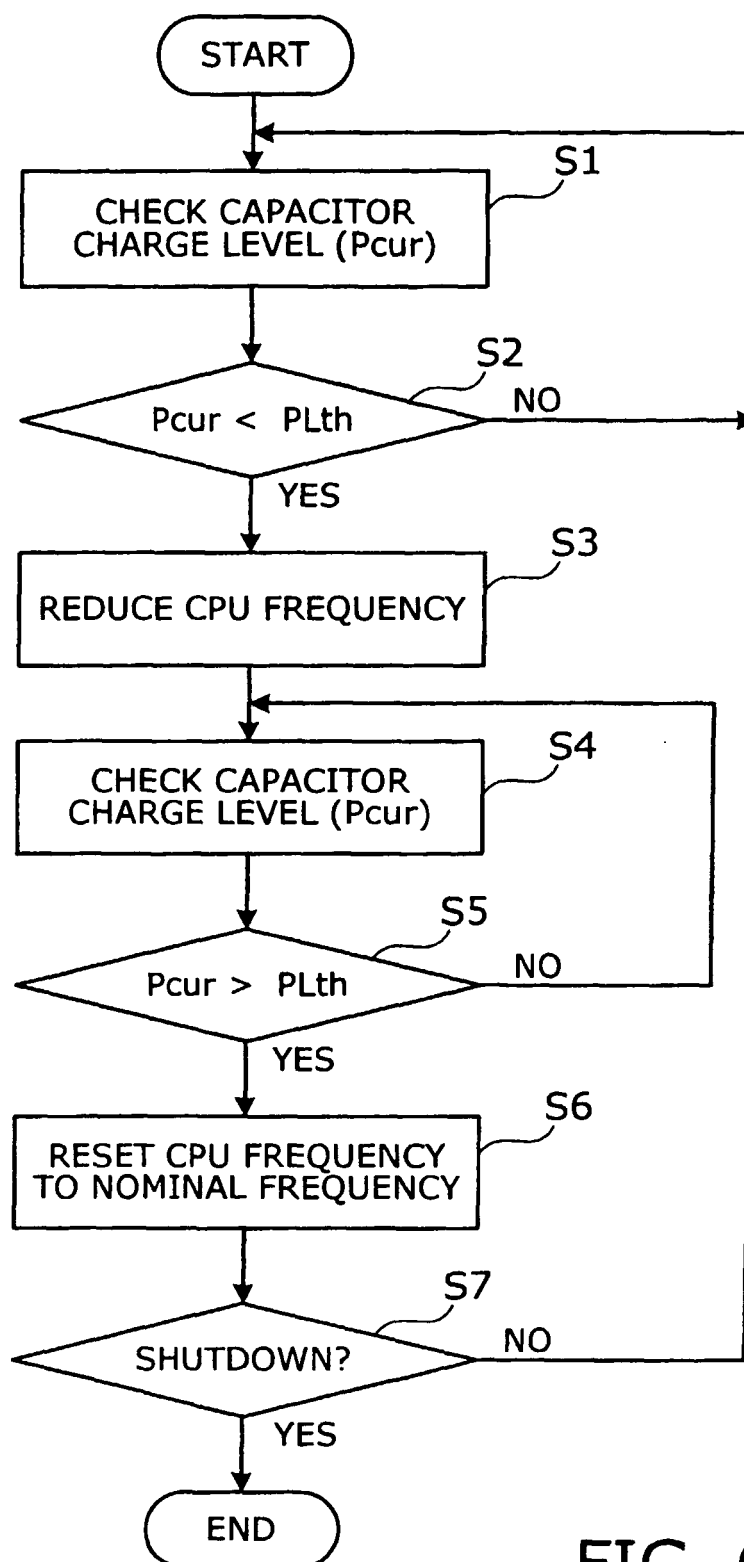 START
S1
CHECK CAPACITOR
CHARGE LEVEL (Pcur)
S2
Pcur < PLth
NO
YES
S3
REDUCE CPU FREQUENCY
S4
CHECK CAPACITOR
CHARGE LEVEL (Pcur)
S5
Pcur > PLth
NO
YES
S6
RESET CPU FREQUENCY
TO NOMINAL FREQUENCY
S7
SHUTDOWN?
NO
YES
END
FIG.